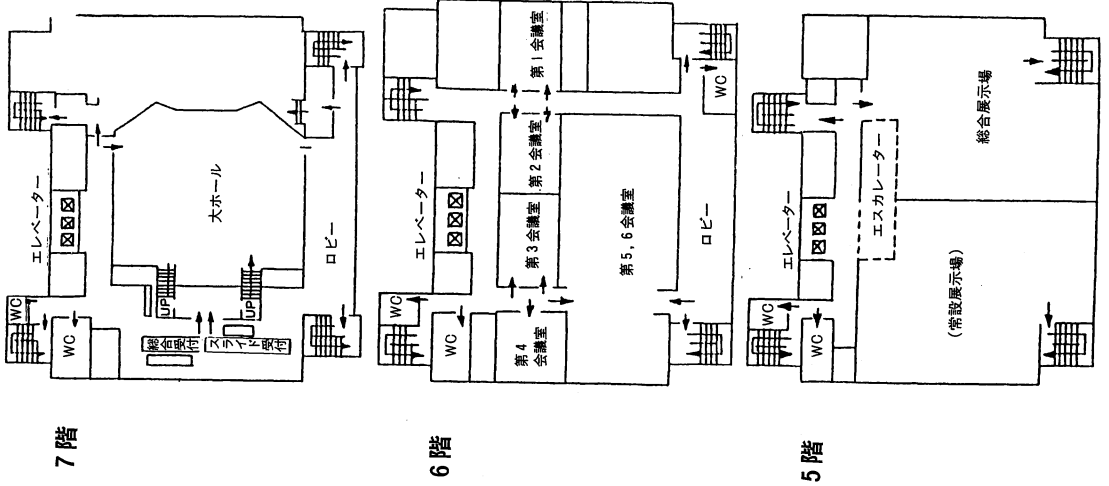 7階
エレベーター
WC
WC
UP
UP
総合受付
スライド受付
大ホール
ロビー
6階
エレベーター
WC
WC
第4
会議室
第3会議室
第2会議室
第1会議室
第5,6会議室
ロビー
WC
5階
エレベーター
WC
WC
エスカレーター
(常設展示場)
総合展示場